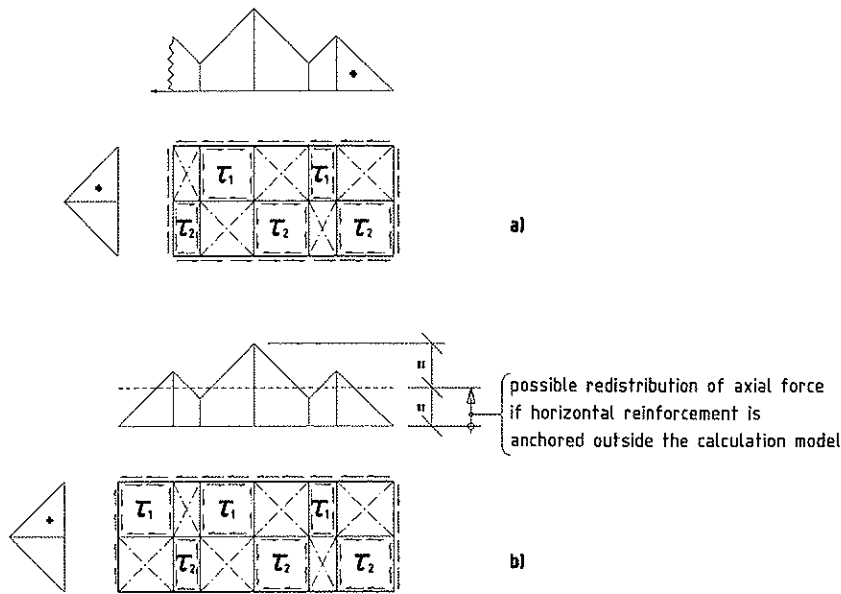 +
+
τ₁ τ₁
τ₂ τ₂ τ₂
a)
"
"
possible redistribution of axial force
if horizontal reinforcement is
anchored outside the calculation model
+
τ₁ τ₁ τ₁
τ₂ τ₂ τ₂
b)